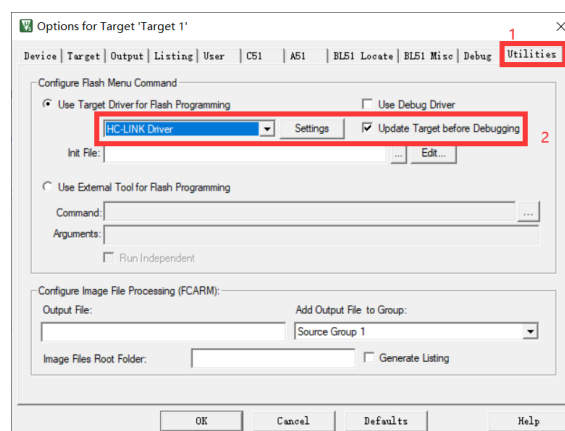 Options for Target 'Target 1'
1
Device Target Output Listing User C51 A51 BL51 Locate BL51 Misc Debug Utilities
Configure Flash Menu Command
Use Target Driver for Flash Programming Use Debug Driver
HC-LINK Driver Settings Update Target before Debugging
2
Init File: ... Edit...
Use External Tool for Flash Programming
Command: ...
Arguments:
Run Independent
Configure Image File Processing (FCARM):
Output File: Add Output File to Group:
Source Group 1
Image Files Root Folder: Generate Listing
OK Cancel Defaults Help